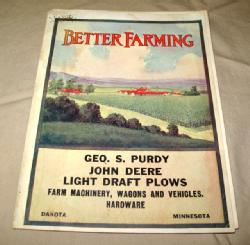 BETTER FARMING
GEO. S. PURDY
JOHN DEERE
LIGHT DRAFT PLOWS
FARM MACHINERY, WAGONS AND VEHICLES.
HARDWARE
DAKOTA MINNESOTA